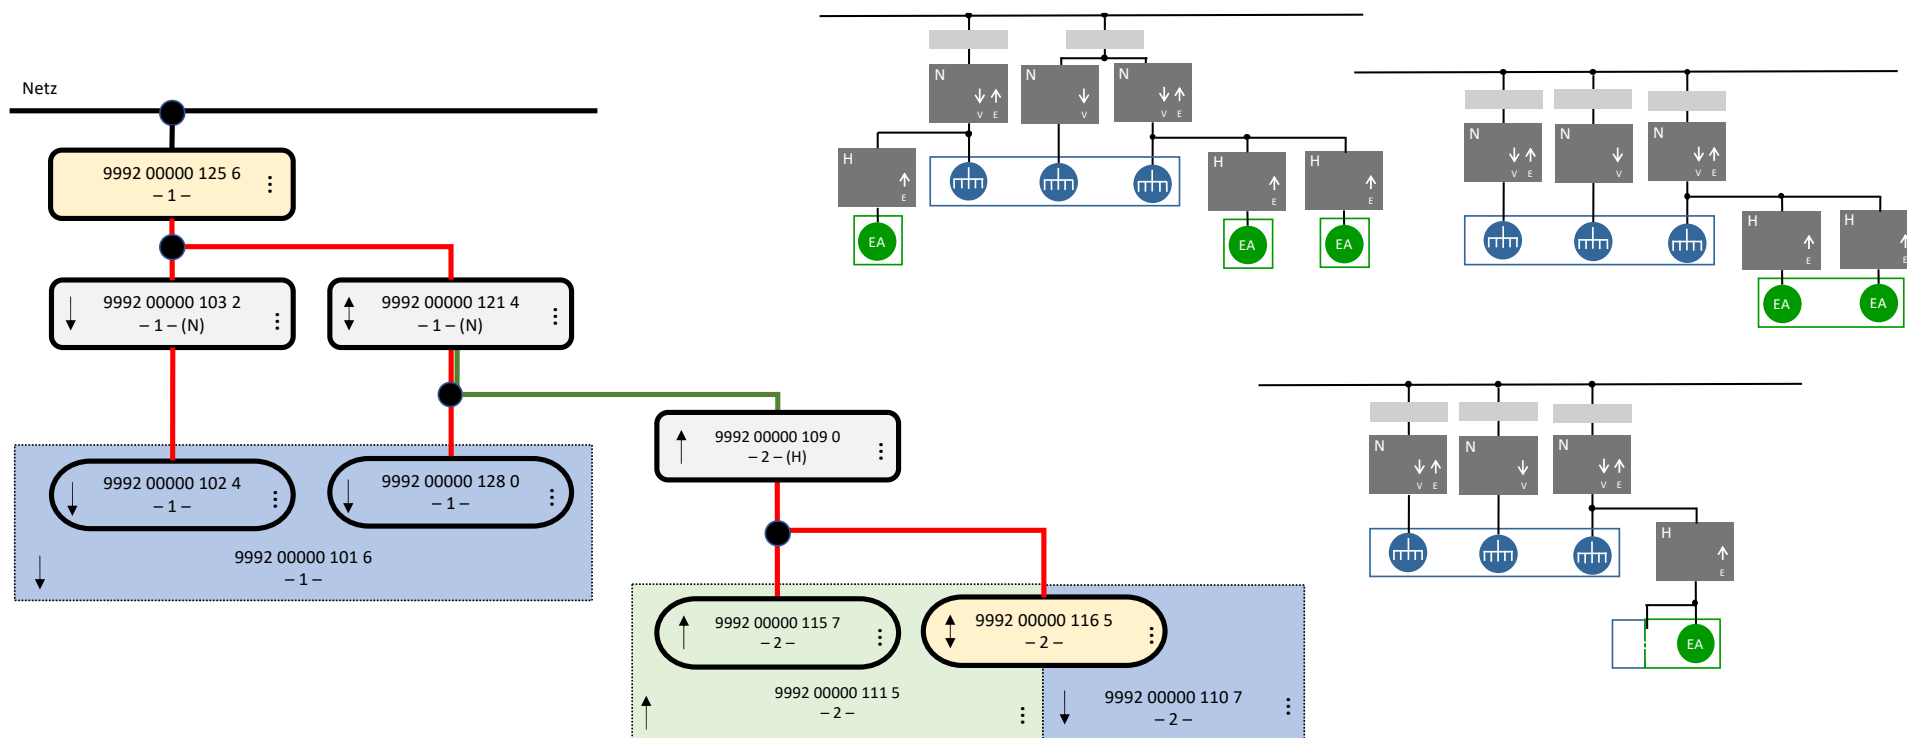 Netz
9992 00000 125 6
– 1 –
9992 00000 103 2
– 1 – (N)
9992 00000 121 4
– 1 – (N)
9992 00000 109 0
– 2 – (H)
9992 00000 102 4
– 1 –
9992 00000 128 0
– 1 –
9992 00000 101 6
– 1 –
9992 00000 115 7
– 2 –
9992 00000 116 5
– 2 –
9992 00000 111 5
– 2 –
9992 00000 110 7
– 2 –
N
V E
N
V
N
V E
H
E
H
E
H
E
EA
EA
EA
N
V E
N
V
N
V E
H
E
H
E
EA
EA
N
V E
N
V
N
V E
H
E
EA